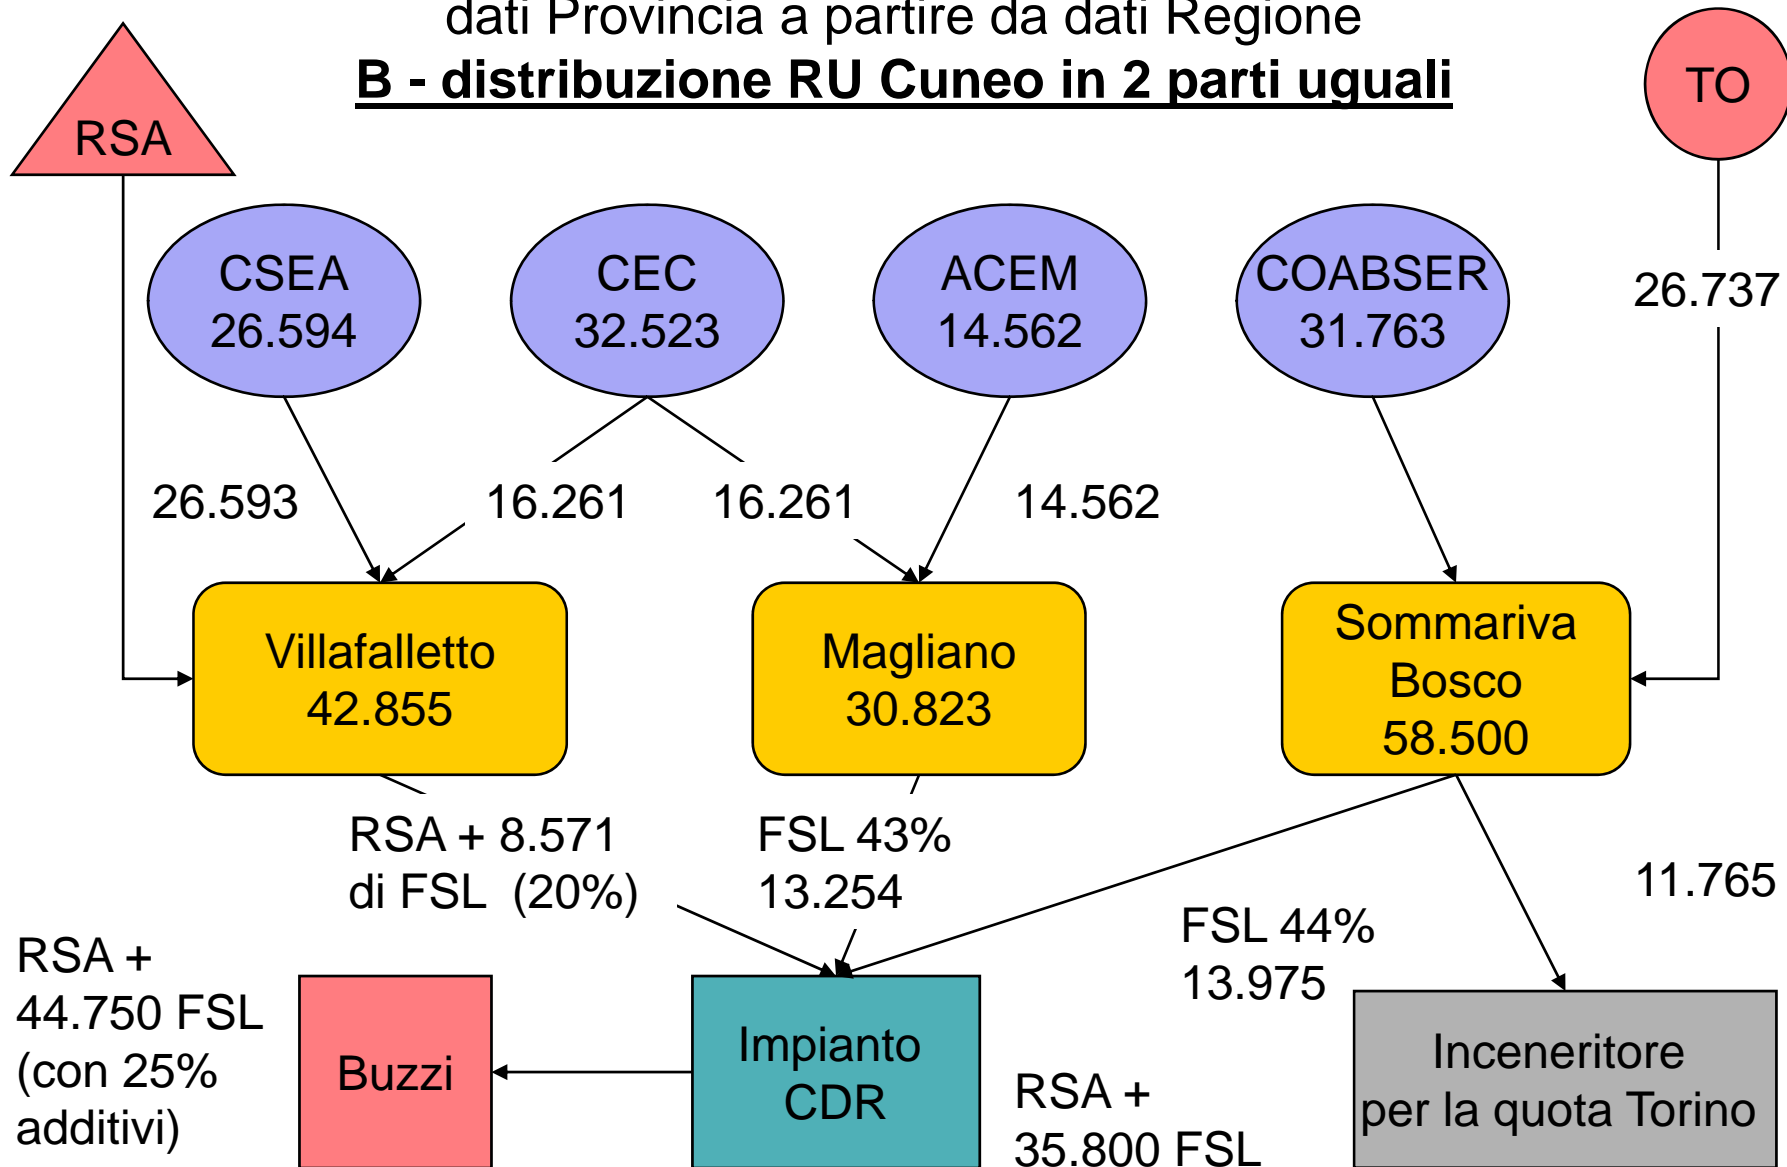 dati Provincia a partire da dati Regione
B - distribuzione RU Cuneo in 2 parti uguali
RSA
TO
CSEA
26.594
CEC
32.523
ACEM
14.562
COABSER
31.763
26.737
26.593
16.261
16.261
14.562
Villafalletto
42.855
Magliano
30.823
Sommariva
Bosco
58.500
RSA + 8.571
di FSL (20%)
FSL 43%
13.254
11.765
FSL 44%
13.975
RSA +
44.750 FSL
(con 25%
additivi)
Buzzi
Impianto
CDR
RSA +
35.800 FSL
Inceneritore
per la quota Torino